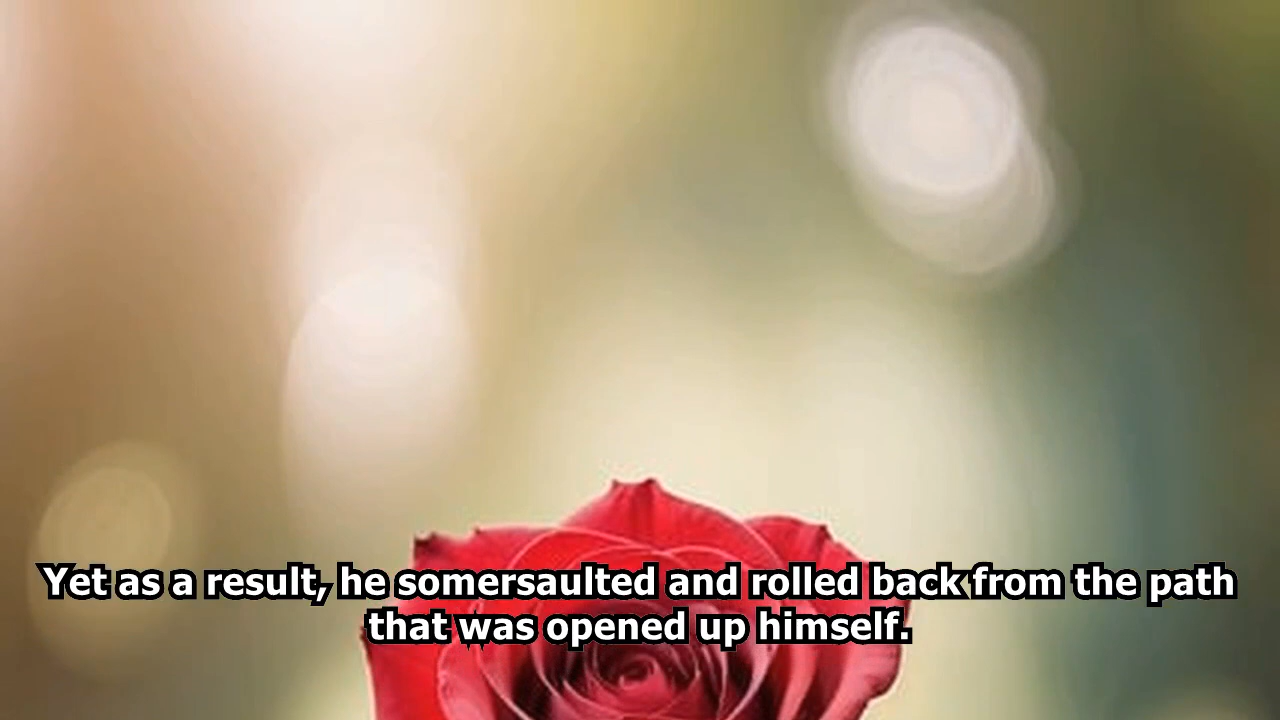 Yet as a result, he somersaulted and rolled back from the path
that was opened up himself.